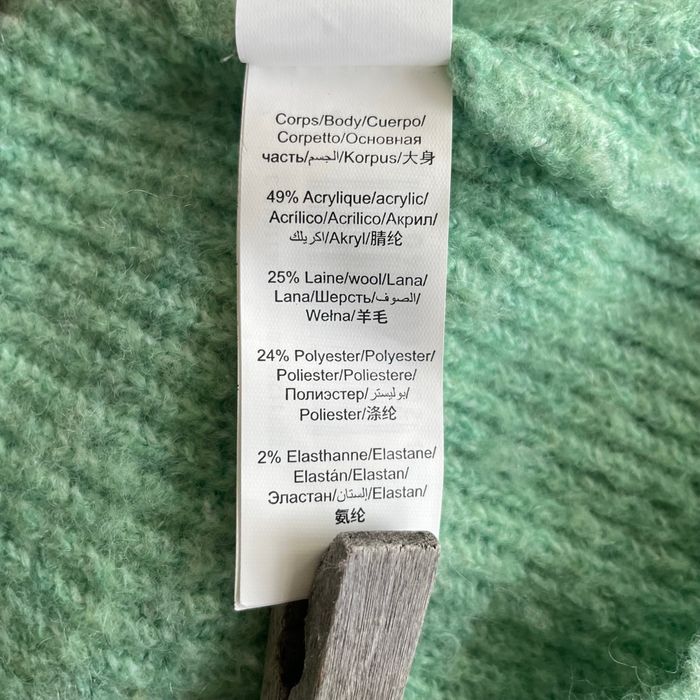 Corps/Body/Cuerpo/
Corpetto/Основная
часть/الجسم/Korpus/大身
49% Acrylique/acrylic/
Acrílico/Acrilico/Акрил/
اكريلك/Akryl/腈纶
25% Laine/wool/Lana/
Lana/Шерсть/الصوف/
Wełna/羊毛
24% Polyester/Polyester/
Poliester/Poliestere/
Полиэстер/بوليستر/
Poliester/涤纶
2% Elasthanne/Elastane/
Elastán/Elastan/
Эластан/إلستان/Elastan/
氨纶